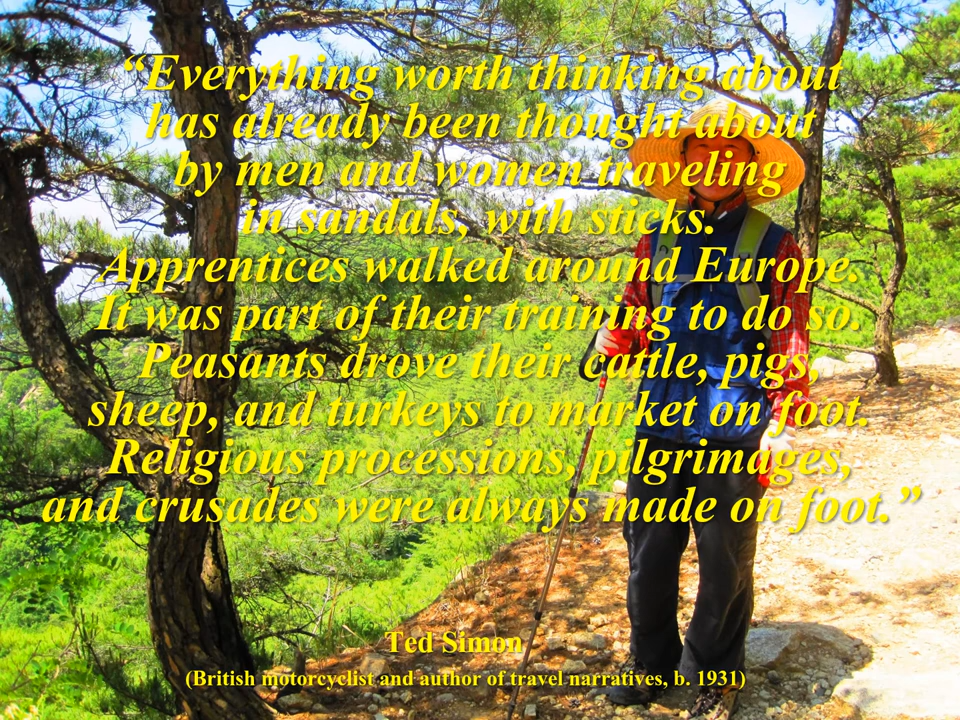 “Everything worth thinking about
has already been thought about
by men and women traveling
in sandals, with sticks.
Apprentices walked around Europe.
It was part of their training to do so.
Peasants drove their cattle, pigs,
sheep, and turkeys to market on foot.
Religious processions, pilgrimages,
and crusades were always made on foot.”
Ted Simon
(British motorcyclist and author of travel narratives, b. 1931)